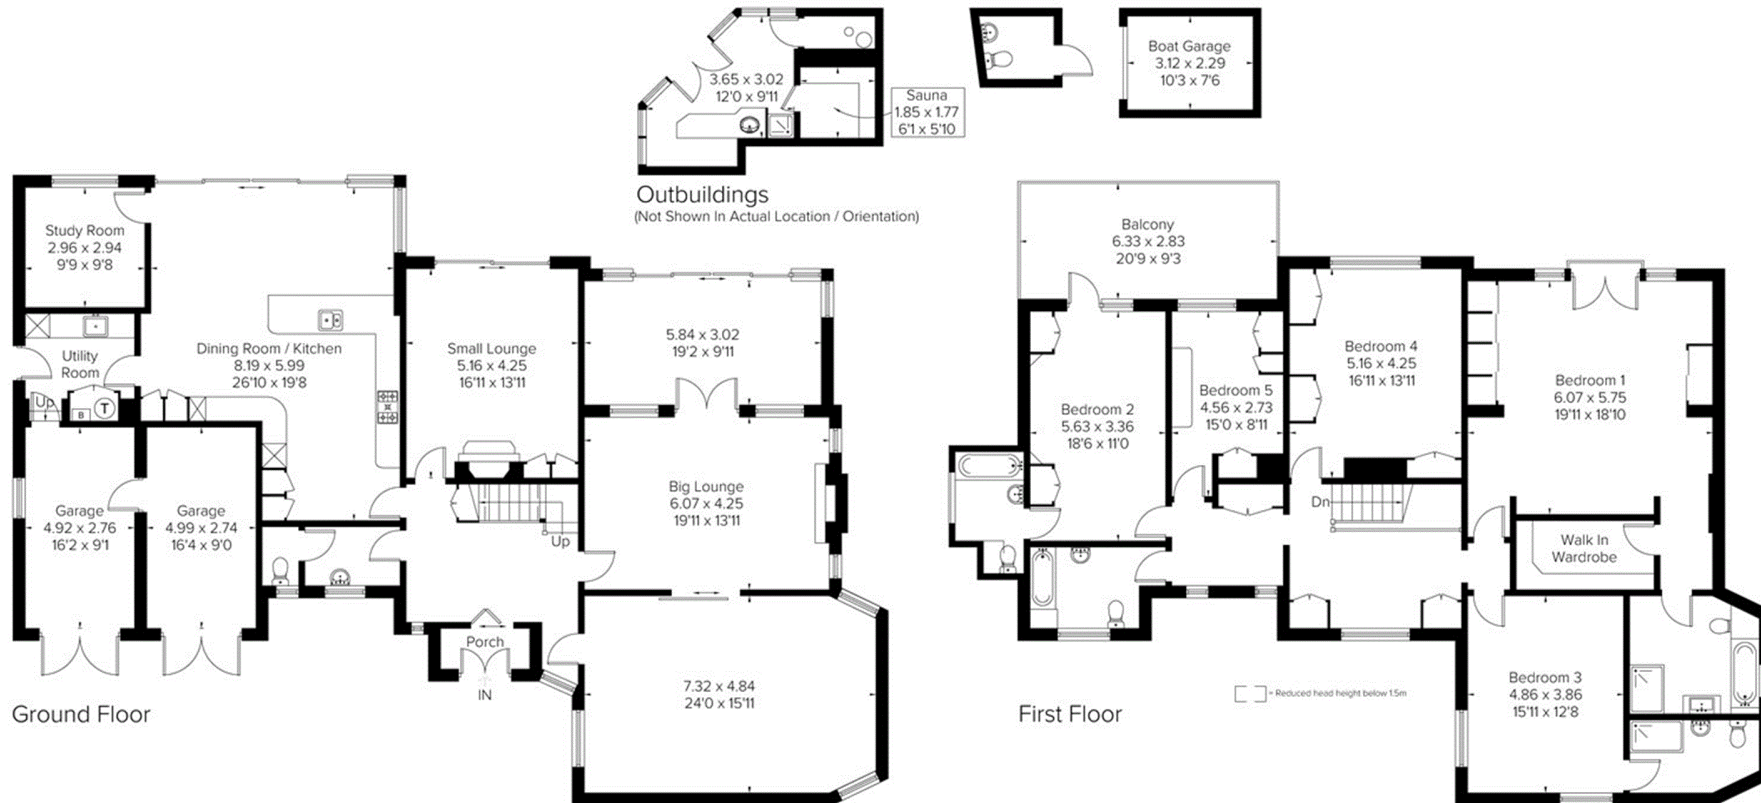 3.65 x 3.02
12'0 x 9'11
Sauna
1.85 x 1.77
6'1 x 5'10
Boat Garage
3.12 x 2.29
10'3 x 7'6
Outbuildings
(Not Shown In Actual Location / Orientation)
Study Room
2.96 x 2.94
9'9 x 9'8
Utility
Room
Up
B
T
Dining Room / Kitchen
8.19 x 5.99
26'10 x 19'8
Small Lounge
5.16 x 4.25
16'11 x 13'11
5.84 x 3.02
19'2 x 9'11
Garage
4.92 x 2.76
16'2 x 9'1
Garage
4.99 x 2.74
16'4 x 9'0
Big Lounge
6.07 x 4.25
19'11 x 13'11
Up
Porch
IN
7.32 x 4.84
24'0 x 15'11
Ground Floor
Balcony
6.33 x 2.83
20'9 x 9'3
Bedroom 2
5.63 x 3.36
18'6 x 11'0
Bedroom 5
4.56 x 2.73
15'0 x 8'11
Bedroom 4
5.16 x 4.25
16'11 x 13'11
Bedroom 1
6.07 x 5.75
19'11 x 18'10
Dn
Walk In
Wardrobe
Bedroom 3
4.86 x 3.86
15'11 x 12'8
= Reduced head height below 1.5m
First Floor